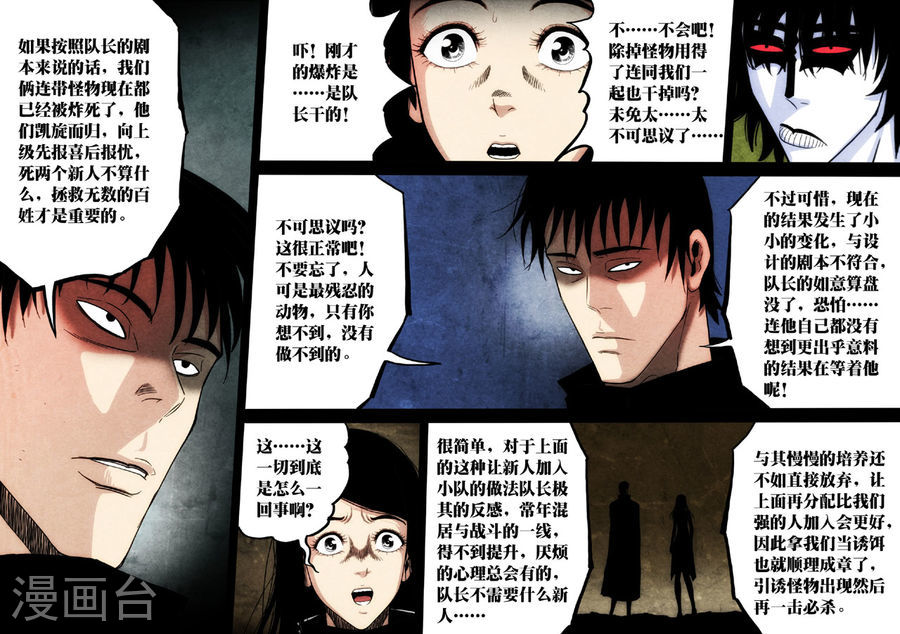 如果按照队长的剧
本来说的话，我们
俩连带怪物现在都
已经被炸死了，他
们凯旋而归，向上
级先报喜后报忧，
死两个新人不算什
么，拯救无数的百
姓才是重要的。
吓！刚才
的爆炸是
……是队
长干的！
不……不会吧！
除掉怪物用得
了连同我们一
起也干掉吗？
未免太……太
不可思议了……
不可思议吗？
这很正常吧！
不要忘了，人
可是最残忍的
动物，只有你
想不到，没有
做不到的。
不过可惜，现在
的结果发生了小
小的变化，与设
计的剧本不符合，
队长的如意算盘
没了，恐怕……
连他自己都没有
想到更出乎意料
的结果在等着他
呢！
这……这
一切到底
是怎么一
回事啊？
很简单，对于上面
的这种让新人加入
小队的做法队长极
其的反感，常年混
居与战斗的一线，
得不到提升，厌烦
的心理总会有的，
队长不需要什么新
人……
与其慢慢的培养还
不如直接放弃，让
上面再分配比我们
强的人加入会更好，
因此拿我们当诱饵
也就顺理成章了，
引诱怪物出现然后
再一击必杀。
漫画台